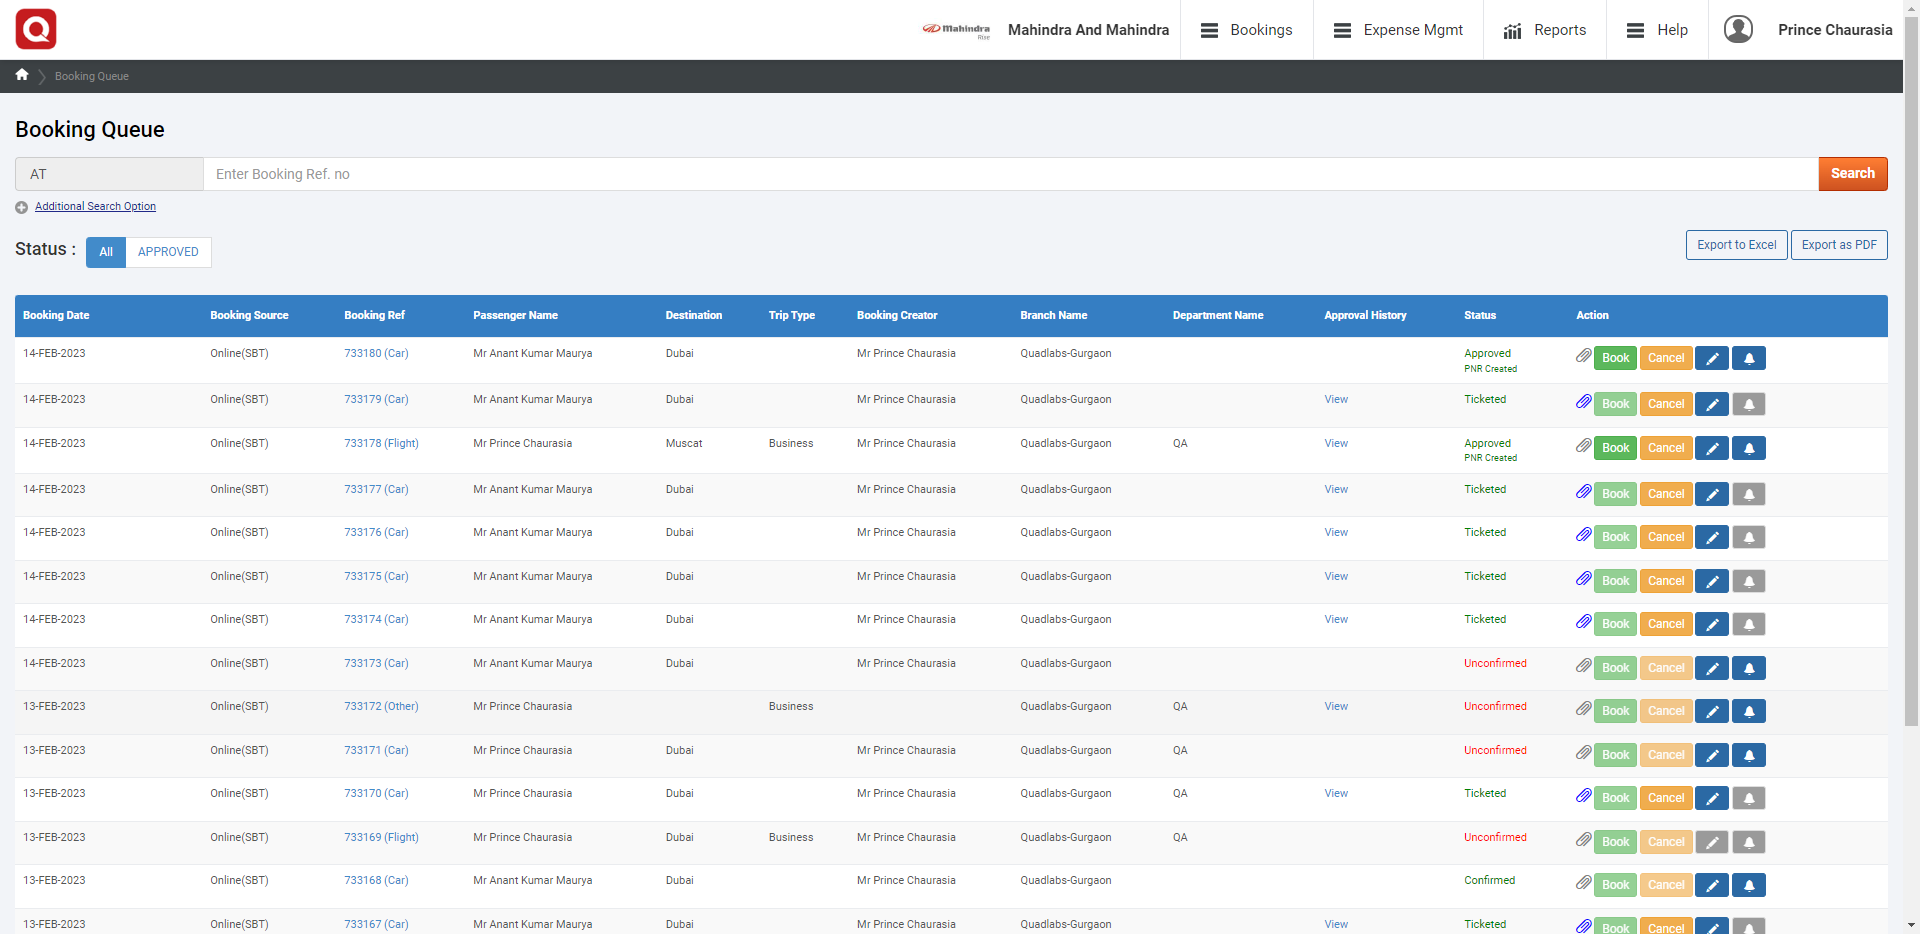 Q
Mahindra
Rise
Mahindra And Mahindra
Bookings
Expense Mgmt
Reports
Help
Prince Chaurasia
Booking Queue
Booking Queue
AT Enter Booking Ref. no Search
Additional Search Option
Status : All APPROVED Export to Excel Export as PDF
Booking Date Booking Source Booking Ref Passenger Name Destination Trip Type Booking Creator Branch Name Department Name Approval History Status Action
14-FEB-2023 Online(SBT) 733180 (Car) Mr Anant Kumar Maurya Dubai Mr Prince Chaurasia Quadlabs-Gurgaon Approved Book Cancel
PNR Created
14-FEB-2023 Online(SBT) 733179 (Car) Mr Anant Kumar Maurya Dubai Mr Prince Chaurasia Quadlabs-Gurgaon View Ticketed Book Cancel
14-FEB-2023 Online(SBT) 733178 (Flight) Mr Prince Chaurasia Muscat Business Mr Prince Chaurasia Quadlabs-Gurgaon QA View Approved Book Cancel
PNR Created
14-FEB-2023 Online(SBT) 733177 (Car) Mr Anant Kumar Maurya Dubai Mr Prince Chaurasia Quadlabs-Gurgaon View Ticketed Book Cancel
14-FEB-2023 Online(SBT) 733176 (Car) Mr Anant Kumar Maurya Dubai Mr Prince Chaurasia Quadlabs-Gurgaon View Ticketed Book Cancel
14-FEB-2023 Online(SBT) 733175 (Car) Mr Anant Kumar Maurya Dubai Mr Prince Chaurasia Quadlabs-Gurgaon View Ticketed Book Cancel
14-FEB-2023 Online(SBT) 733174 (Car) Mr Anant Kumar Maurya Dubai Mr Prince Chaurasia Quadlabs-Gurgaon View Ticketed Book Cancel
14-FEB-2023 Online(SBT) 733173 (Car) Mr Anant Kumar Maurya Dubai Mr Prince Chaurasia Quadlabs-Gurgaon Unconfirmed Book Cancel
13-FEB-2023 Online(SBT) 733172 (Other) Mr Prince Chaurasia Business Quadlabs-Gurgaon QA View Unconfirmed Book Cancel
13-FEB-2023 Online(SBT) 733171 (Car) Mr Prince Chaurasia Dubai Mr Prince Chaurasia Quadlabs-Gurgaon QA Unconfirmed Book Cancel
13-FEB-2023 Online(SBT) 733170 (Car) Mr Prince Chaurasia Dubai Mr Prince Chaurasia Quadlabs-Gurgaon QA View Ticketed Book Cancel
13-FEB-2023 Online(SBT) 733169 (Flight) Mr Prince Chaurasia Dubai Business Mr Prince Chaurasia Quadlabs-Gurgaon QA Unconfirmed Book Cancel
13-FEB-2023 Online(SBT) 733168 (Car) Mr Anant Kumar Maurya Dubai Mr Prince Chaurasia Quadlabs-Gurgaon Confirmed Book Cancel
13-FEB-2023 Online(SBT) 733167 (Car) Mr Anant Kumar Maurya Dubai Mr Prince Chaurasia Quadlabs-Gurgaon View Ticketed Book Cancel